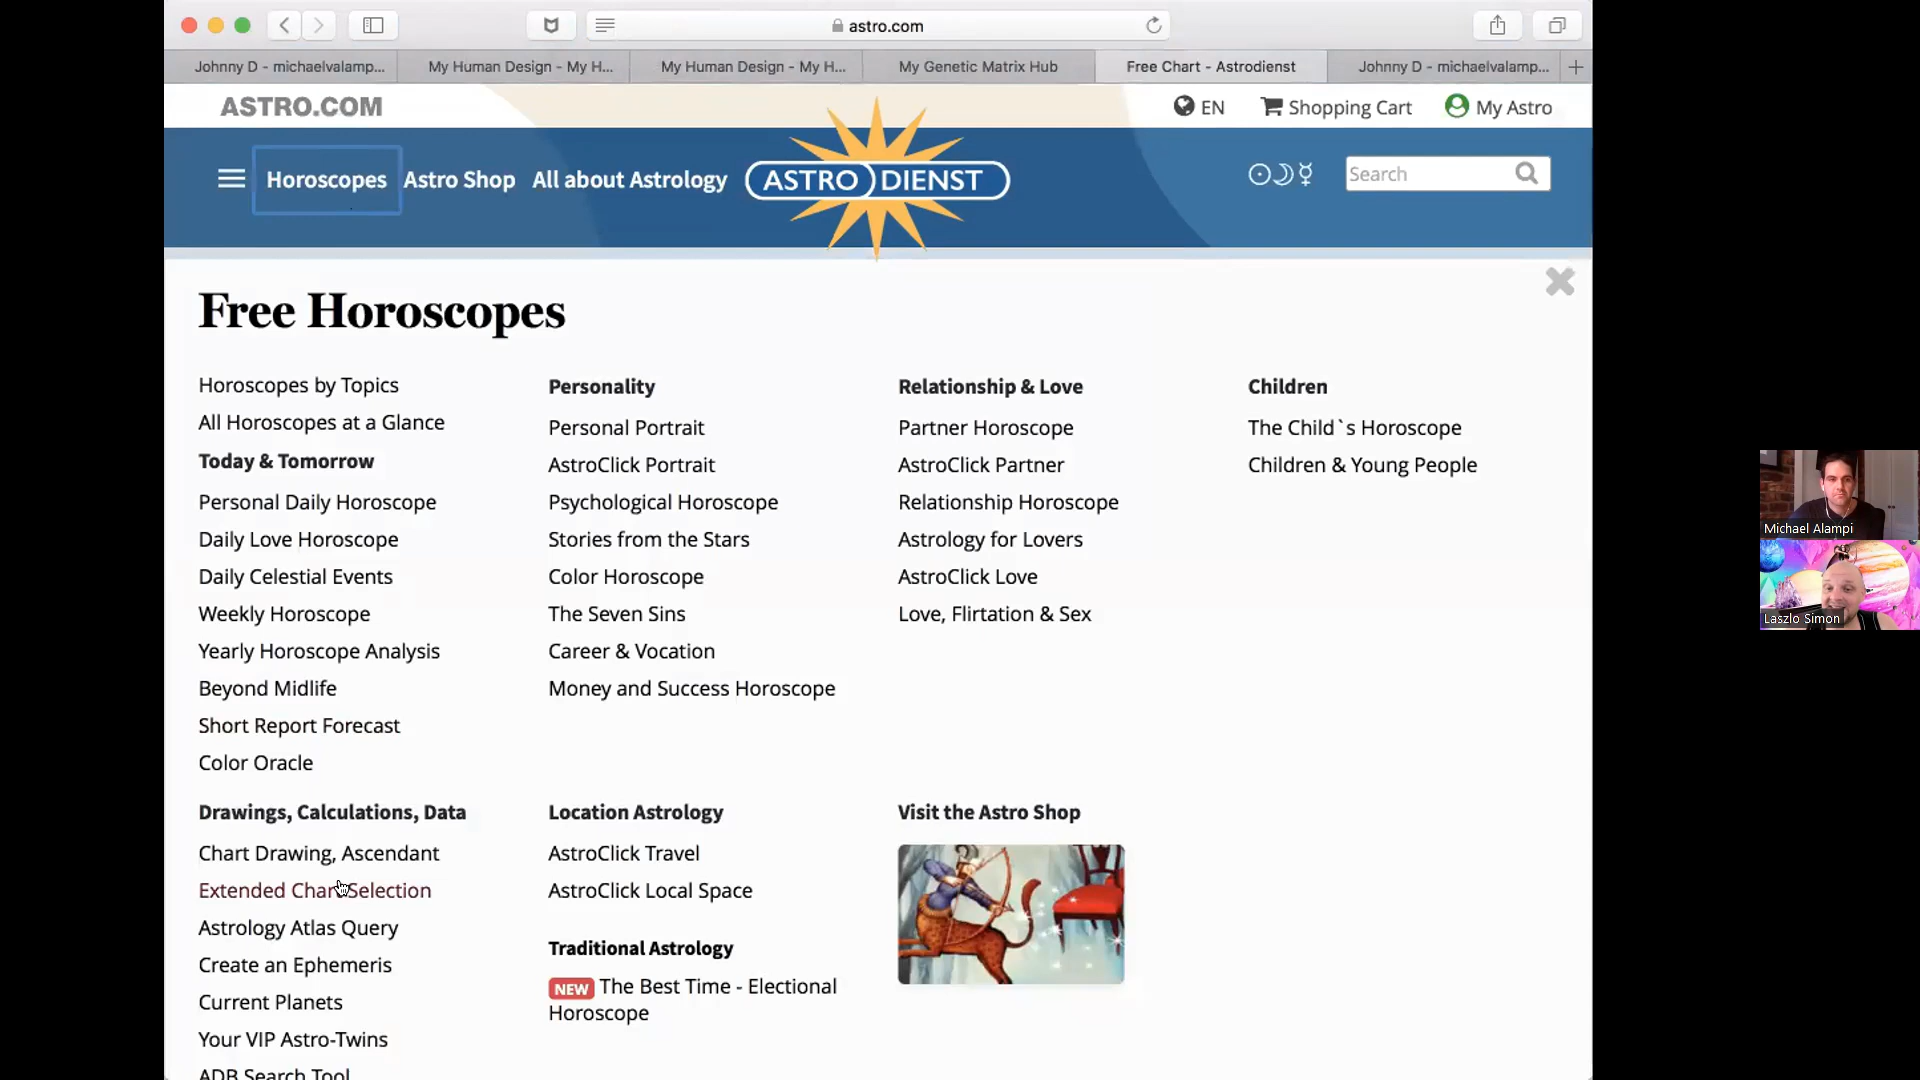 astro.com
Johnny D - michaelvalamp...
My Human Design - My H...
My Human Design - My H...
My Genetic Matrix Hub
Free Chart - Astrodienst
Johnny D - michaelvalamp...
ASTRO.COM
EN
Shopping Cart
My Astro
Horoscopes
Astro Shop
All about Astrology
ASTRO DIENST
Search
Free Horoscopes
Horoscopes by Topics
All Horoscopes at a Glance
Today & Tomorrow
Personal Daily Horoscope
Daily Love Horoscope
Daily Celestial Events
Weekly Horoscope
Yearly Horoscope Analysis
Beyond Midlife
Short Report Forecast
Color Oracle
Personality
Personal Portrait
AstroClick Portrait
Psychological Horoscope
Stories from the Stars
Color Horoscope
The Seven Sins
Career & Vocation
Money and Success Horoscope
Relationship & Love
Partner Horoscope
AstroClick Partner
Relationship Horoscope
Astrology for Lovers
AstroClick Love
Love, Flirtation & Sex
Children
The Child`s Horoscope
Children & Young People
Drawings, Calculations, Data
Chart Drawing, Ascendant
Extended Chart Selection
Astrology Atlas Query
Create an Ephemeris
Current Planets
Your VIP Astro-Twins
ADB Search Tool
Location Astrology
AstroClick Travel
AstroClick Local Space
Traditional Astrology
NEW The Best Time - Electional
Horoscope
Visit the Astro Shop
Michael Alampi
Laszlo Simon